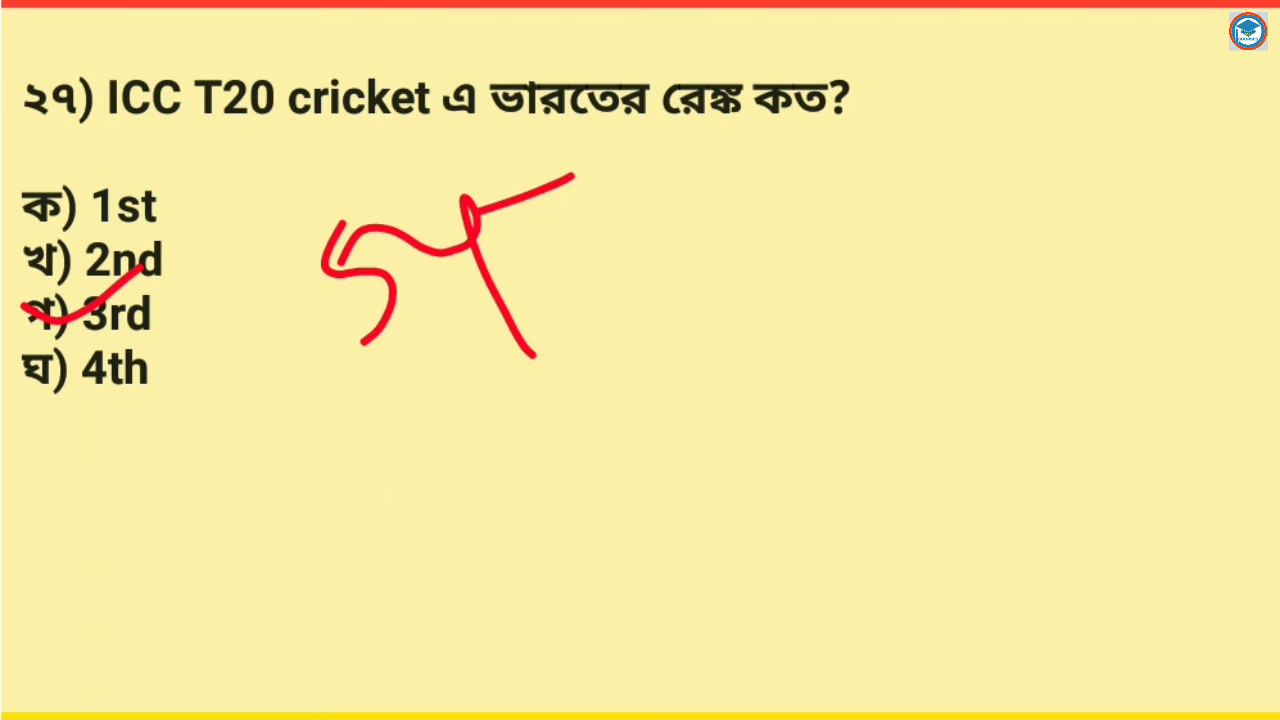 ২৭) ICC T20 cricket এ ভারতের রেঙ্ক কত?
ক) 1st
খ) 2nd
গ) 3rd
ঘ) 4th